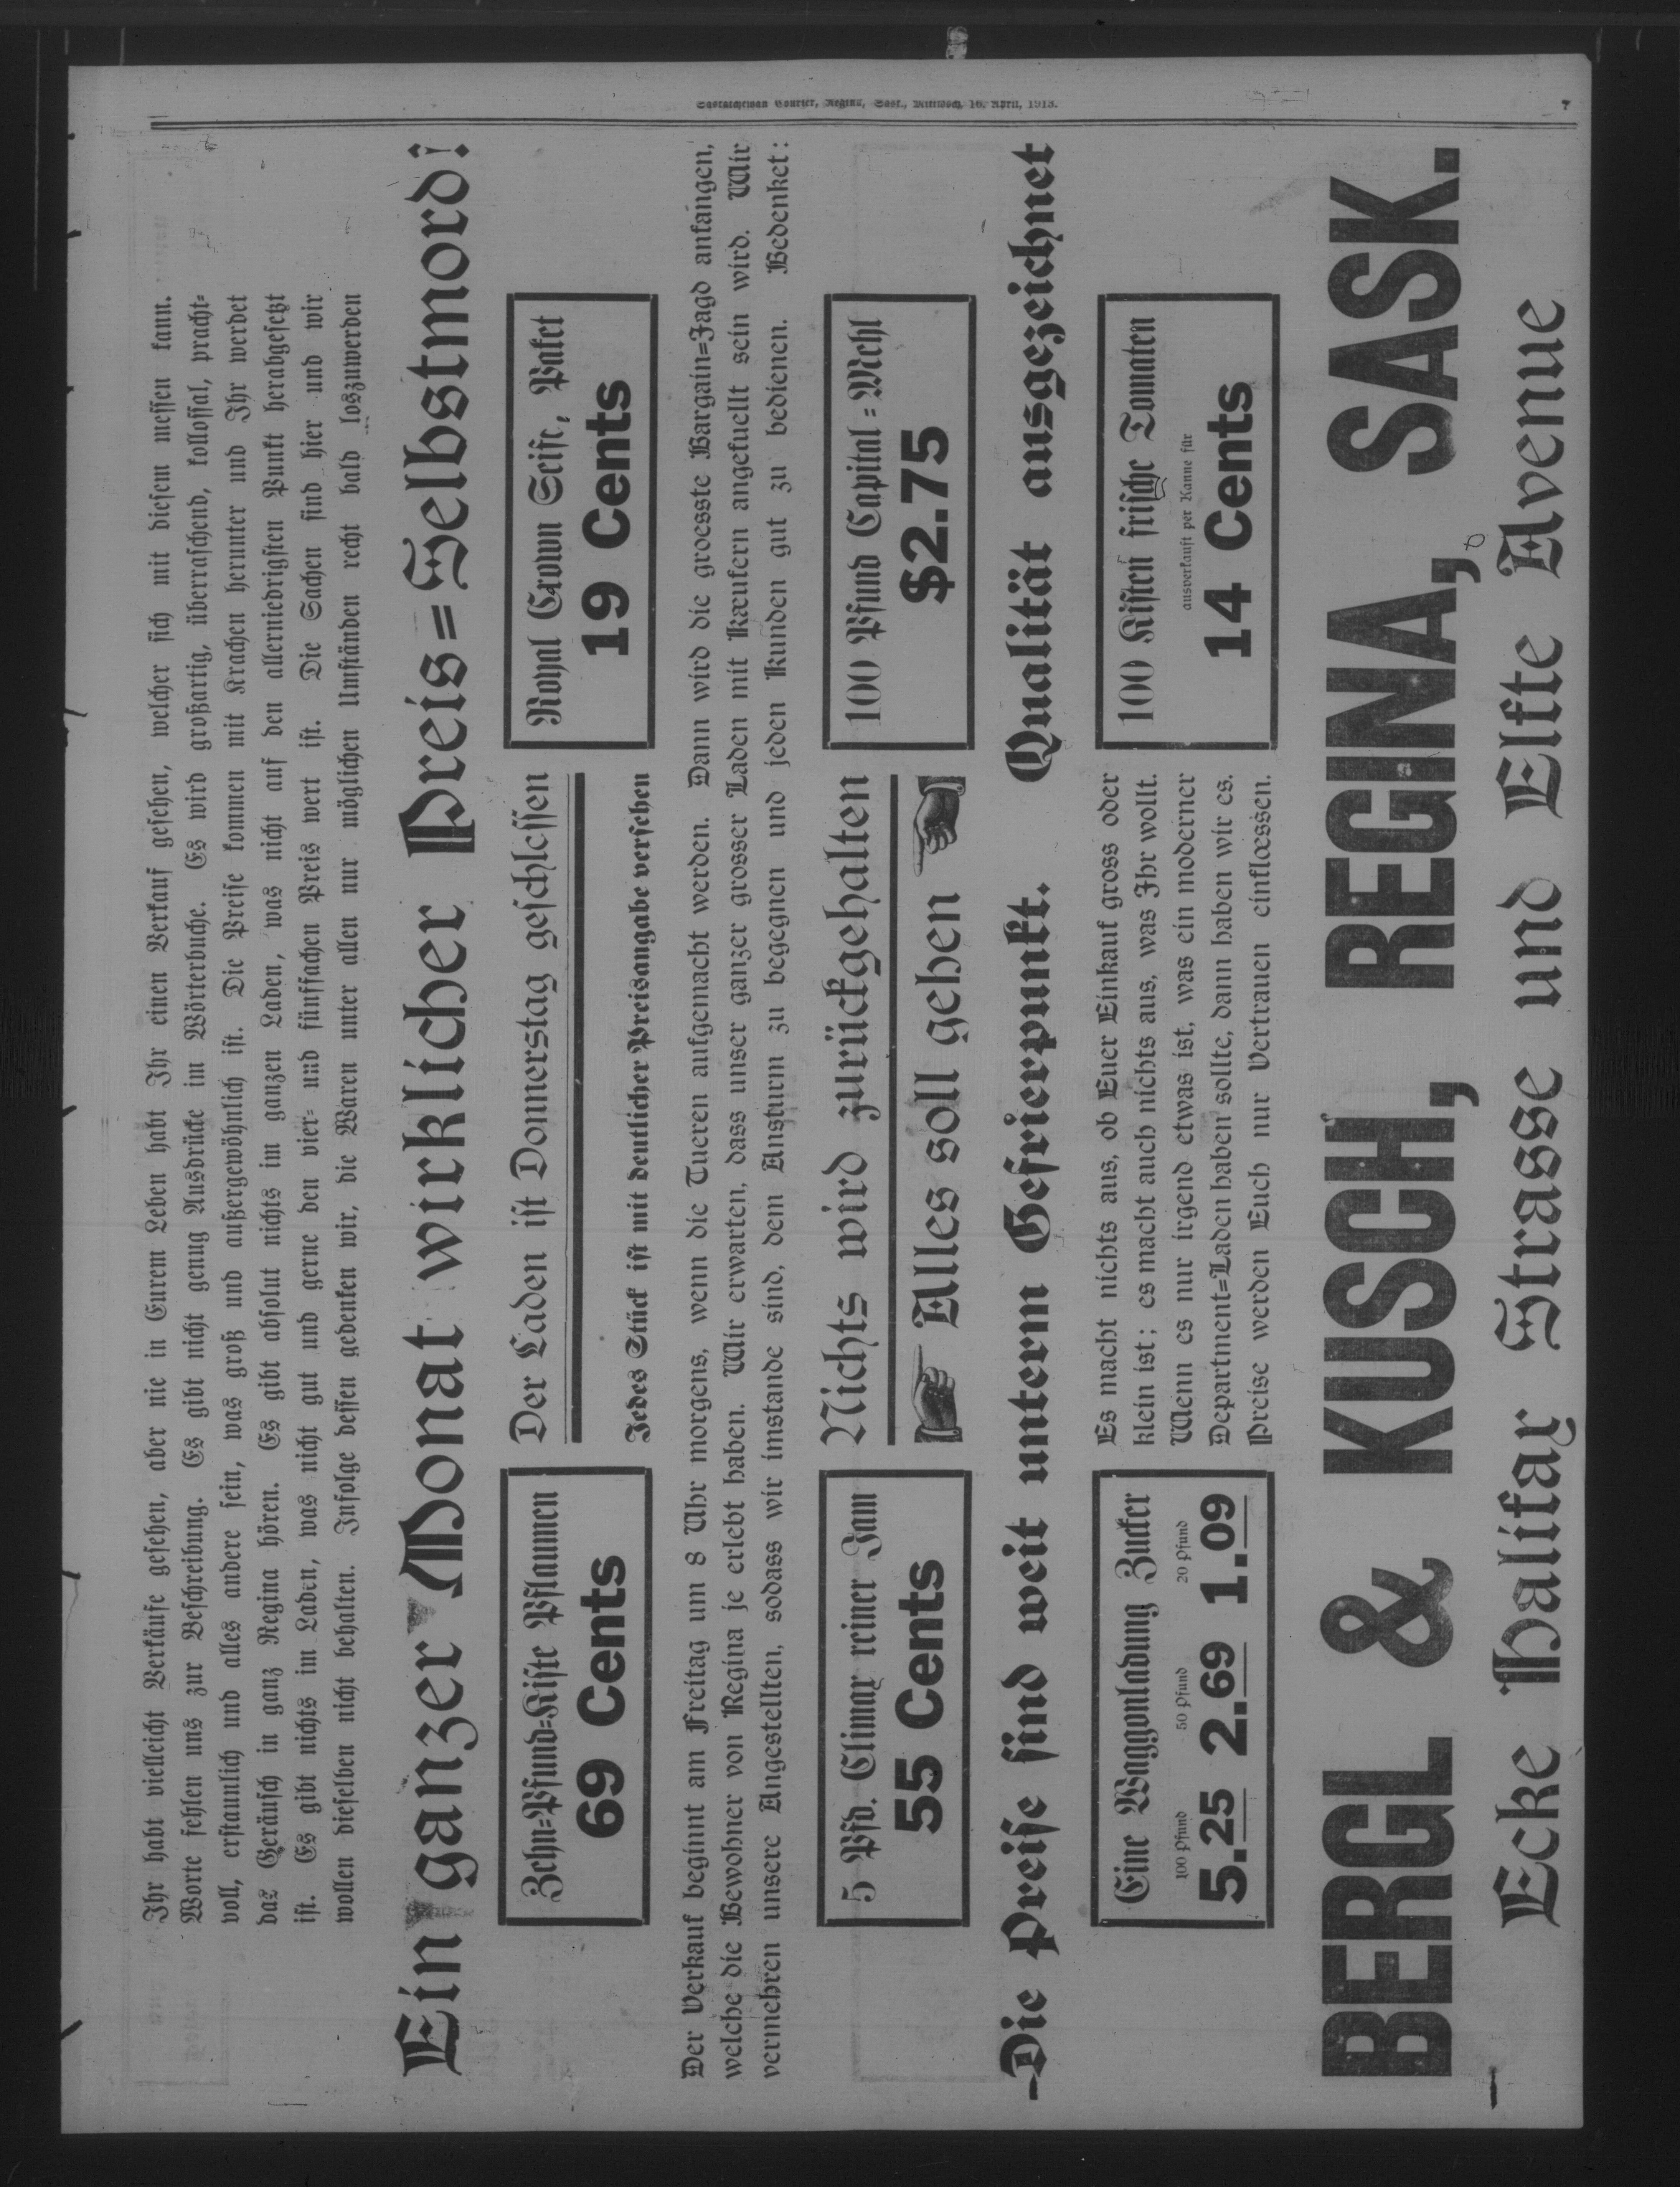 Saskatchewan Courier, Regina, Sask., Mittwoch, 16. April, 1913.
7
Ihr habt vielleicht Verkäufe gesehen, aber nie in Eurem Leben habt Ihr einen Verkauf gesehen, welcher sich mit diesem messen kann.
Worte fehlen uns zur Beschreibung. Es gibt nicht genug Ausdrücke im Wörterbuche. Es wird großartig, überraschend, kollossal, pracht=
voll, erstaunlich und alles andere sein, was groß und außergewöhnlich ist. Die Preise kommen mit Krachen herunter und Ihr werdet
das Geräusch in ganz Regina hören. Es gibt absolut nichts im ganzen Laden, was nicht auf den allerniedrigsten Punkt herabgesetzt
ist. Es gibt nichts im Laden, was nicht gut und gerne den vier= und fünffachen Preis wert ist. Die Sachen sind hier und wir
wollen dieselben nicht behalten. Infolge dessen gedenken wir, die Waren unter allen nur möglichen Umständen recht bald loszuwerden
Ein ganzer Monat wirklicher Preis=Selbstmord!
Zehn=Pfund=Kiste Pflaumen
69 Cents
Der Laden ist Donnerstag geschlossen
Jedes Stück ist mit deutlicher Preisangabe versehen
Royal Crown Seife, Paket
19 Cents
Der Verkauf beginnt am Freitag um 8 Uhr morgens, wenn die Tueren aufgemacht werden. Dann wird die groesste Bargain=Jagd anfangen,
welche die Bewohner von Regina je erlebt haben. Wir erwarten, dass unser ganzer grosser Laden mit Kæufern angefuellt sein wird. Wir
vermehren unsere Angestellten, sodass wir imstande sind, dem Ansturm zu begegnen und jeden Kunden gut zu bedienen. Bedenket:
5 Pfd. Climax reiner Jam
55 Cents
Nichts wird zurückgehalten
Alles soll gehen
100 Pfund Capital=Mehl
$2.75
Die Preise sind weit unterm Gefrierpunkt. Qualität ausgezeichnet
Eine Waggonladung Zucker
100 Pfund 50 Pfund 20 Pfund
5.25 2.69 1.09
Es macht nichts aus, ob Euer Einkauf gross oder
klein ist; es macht auch nichts aus, was Ihr wollt.
Wenn es nur irgend etwas ist, was ein moderner
Department=Laden haben sollte, dann haben wir es.
Preise werden Euch nur Vertrauen einflœssen.
100 Kisten frische Tomaten
ausverkauft per Kanne für
14 Cents
BERGL & KUSCH, REGINA, SASK.
Ecke Halifax Strasse und Elfte Avenue